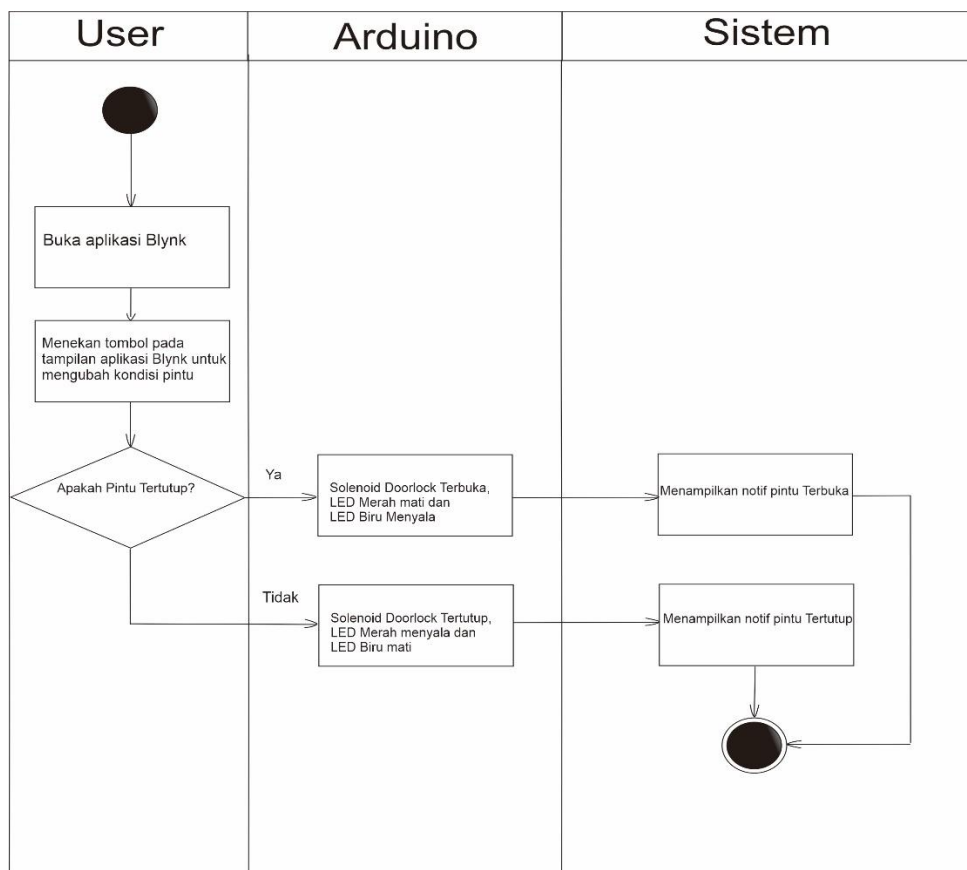 User
Arduino
Sistem
Buka aplikasi Blynk
Menekan tombol pada
tampilan aplikasi Blynk untuk
mengubah kondisi pintu
Apakah Pintu Tertutup?
Ya
Solenoid Doorlock Terbuka,
LED Merah mati dan
LED Biru Menyala
Menampilkan notif pintu Terbuka
Tidak
Solenoid Doorlock Tertutup,
LED Merah menyala dan
LED Biru mati
Menampilkan notif pintu Tertutup